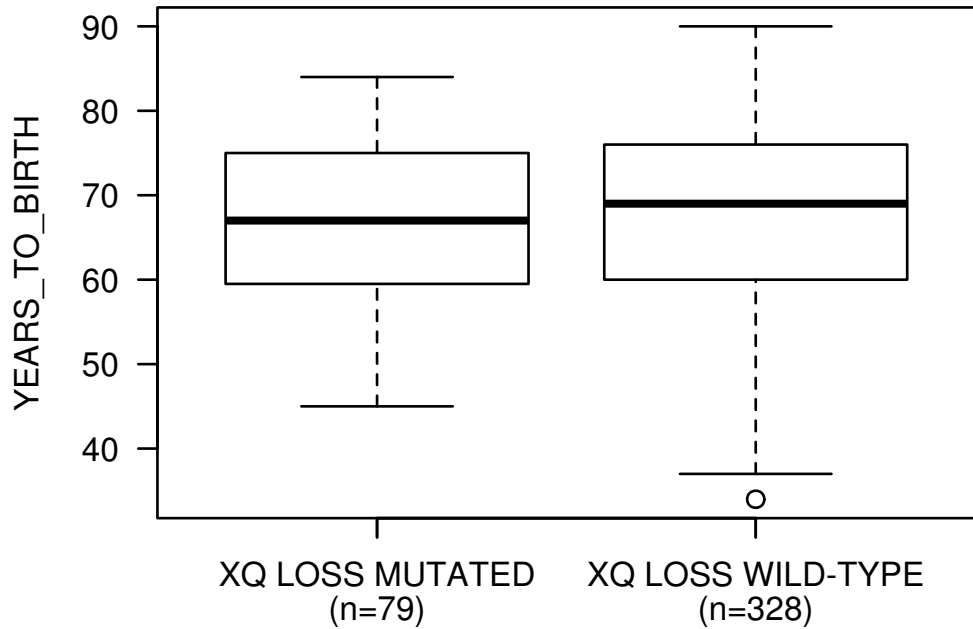 YEARS_TO_BIRTH
90
80
70
60
50
40
XQ LOSS MUTATED
(n=79)
XQ LOSS WILD-TYPE
(n=328)